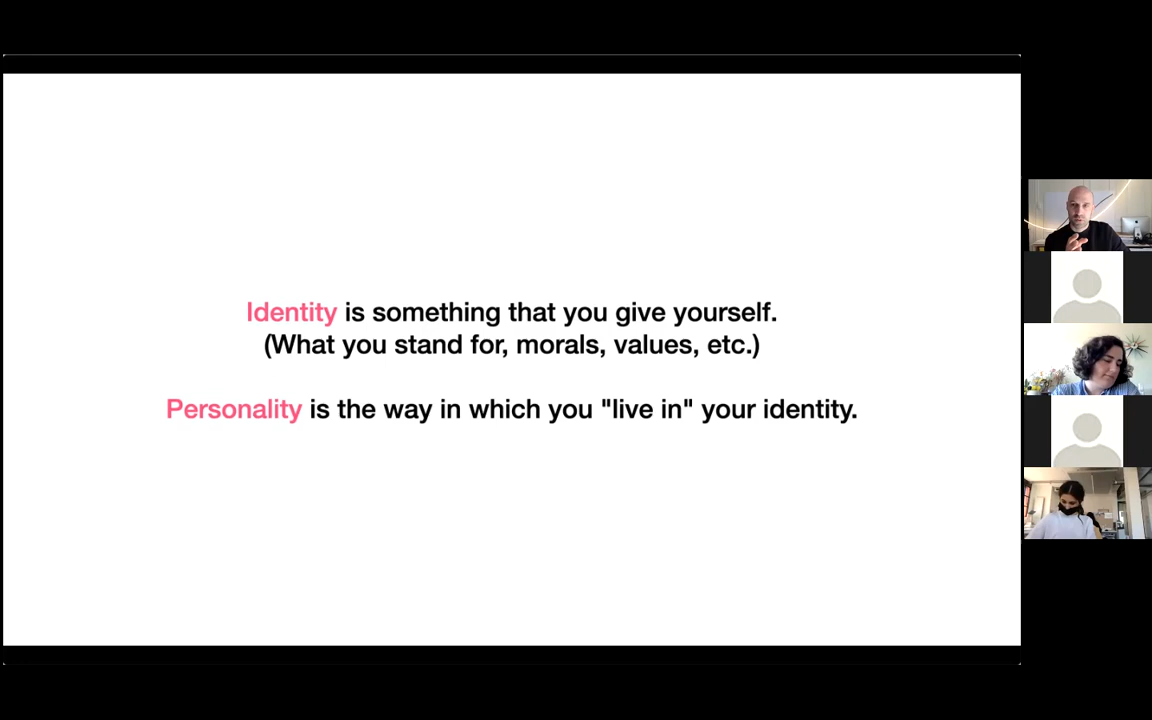 Identity is something that you give yourself.
(What you stand for, morals, values, etc.)
Personality is the way in which you "live in" your identity.